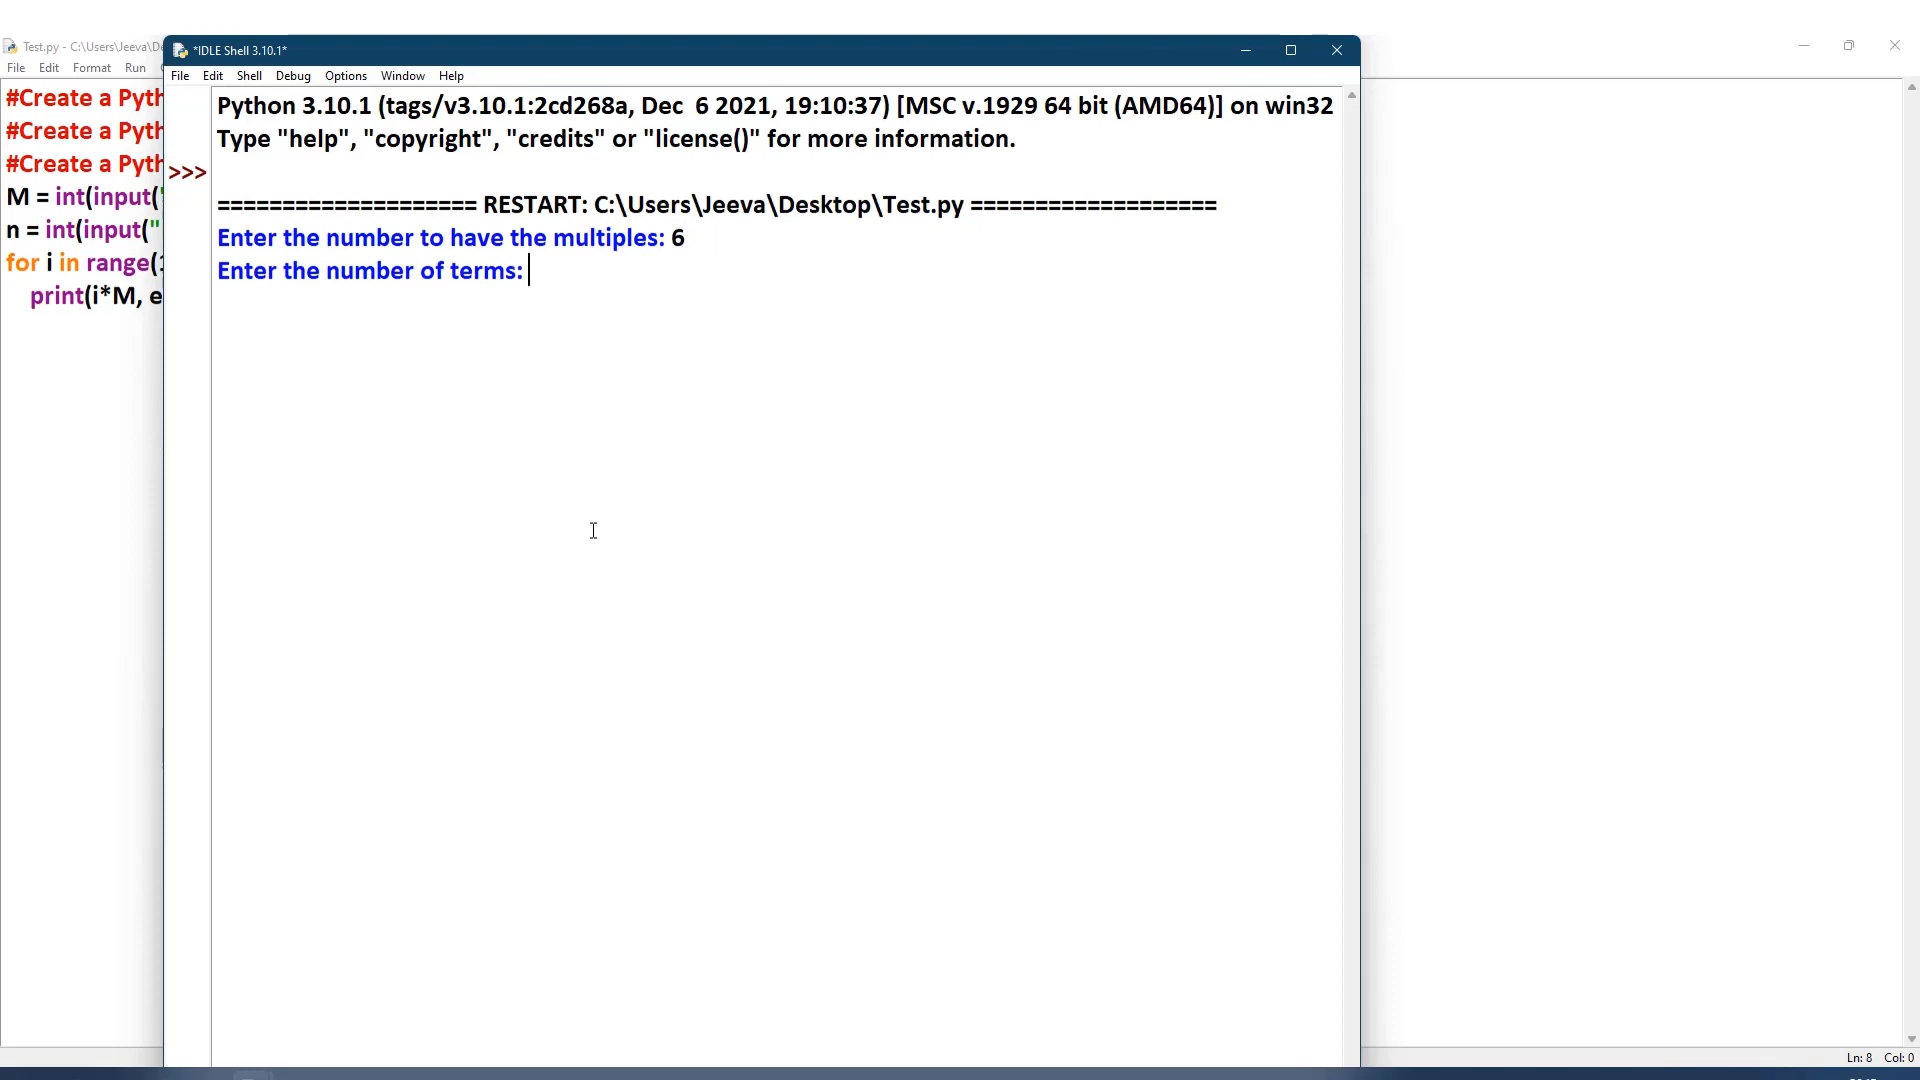 Test.py - C:\Users\Jeeva\De
File Edit Format Run
#Create a Pyth
#Create a Pyth
#Create a Pyth
M = int(input("
n = int(input("
for i in range(1
print(i*M, e
*IDLE Shell 3.10.1*
File Edit Shell Debug Options Window Help
Python 3.10.1 (tags/v3.10.1:2cd268a, Dec  6 2021, 19:10:37) [MSC v.1929 64 bit (AMD64)] on win32
Type "help", "copyright", "credits" or "license()" for more information.
>>>
==================== RESTART: C:\Users\Jeeva\Desktop\Test.py ===================
Enter the number to have the multiples: 6
Enter the number of terms:
Ln: 8 Col: 0